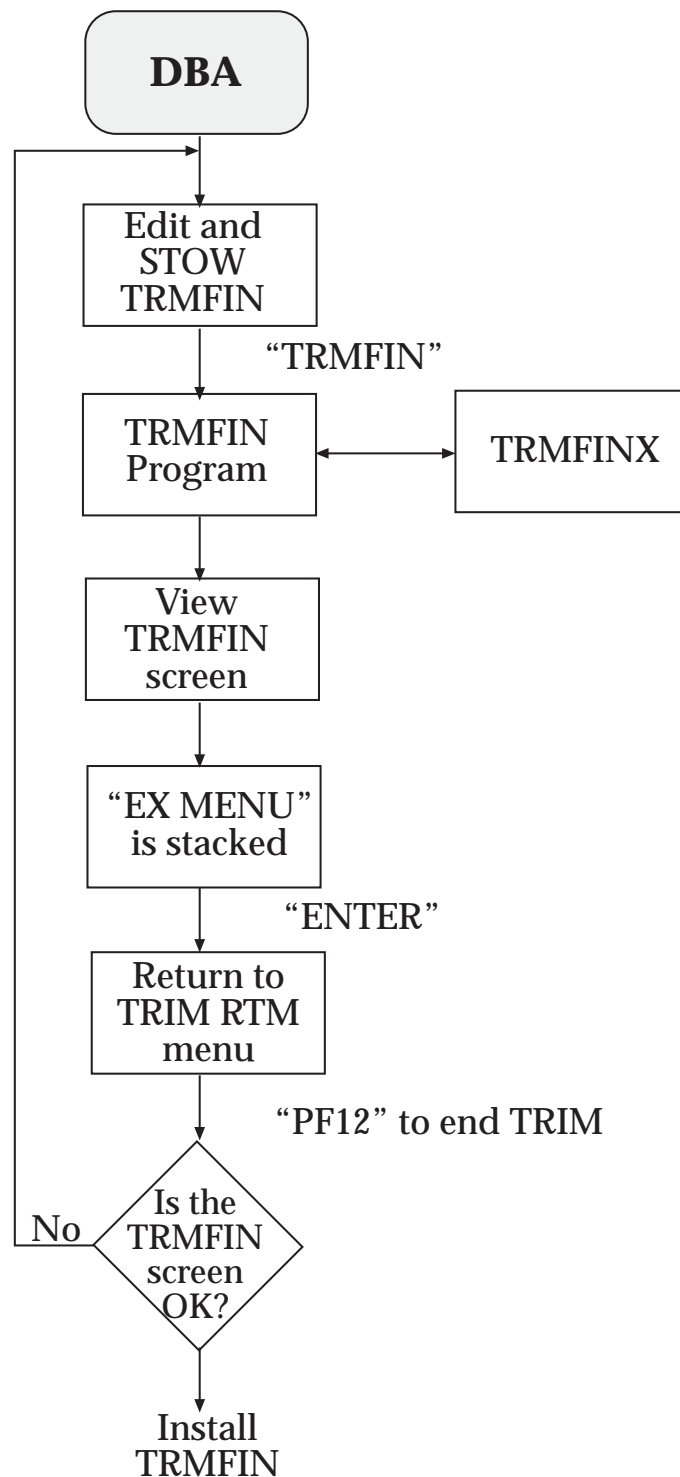 DBA
Edit and
STOW
TRMFIN
“TRMFIN”
TRMFIN
Program
TRMFINX
View
TRMFIN
screen
“EX MENU”
is stacked
“ENTER”
Return to
TRIM RTM
menu
“PF12” to end TRIM
Is the
TRMFIN
screen
OK?
No
Install
TRMFIN